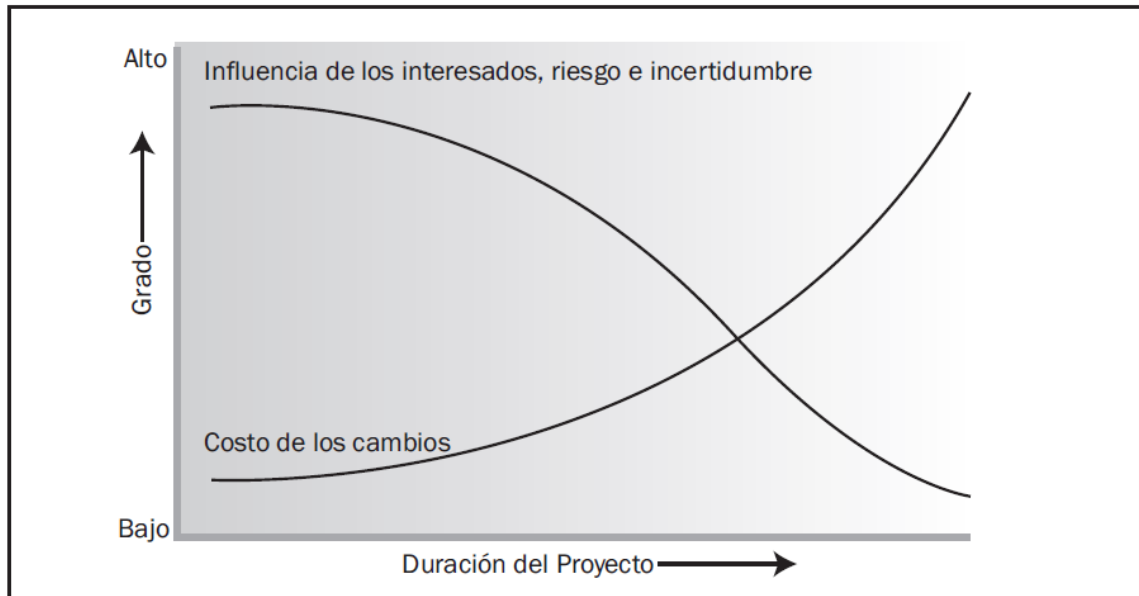 Alto
Influencia de los interesados, riesgo e incertidumbre
Grado
Costo de los cambios
Bajo
Duración del Proyecto